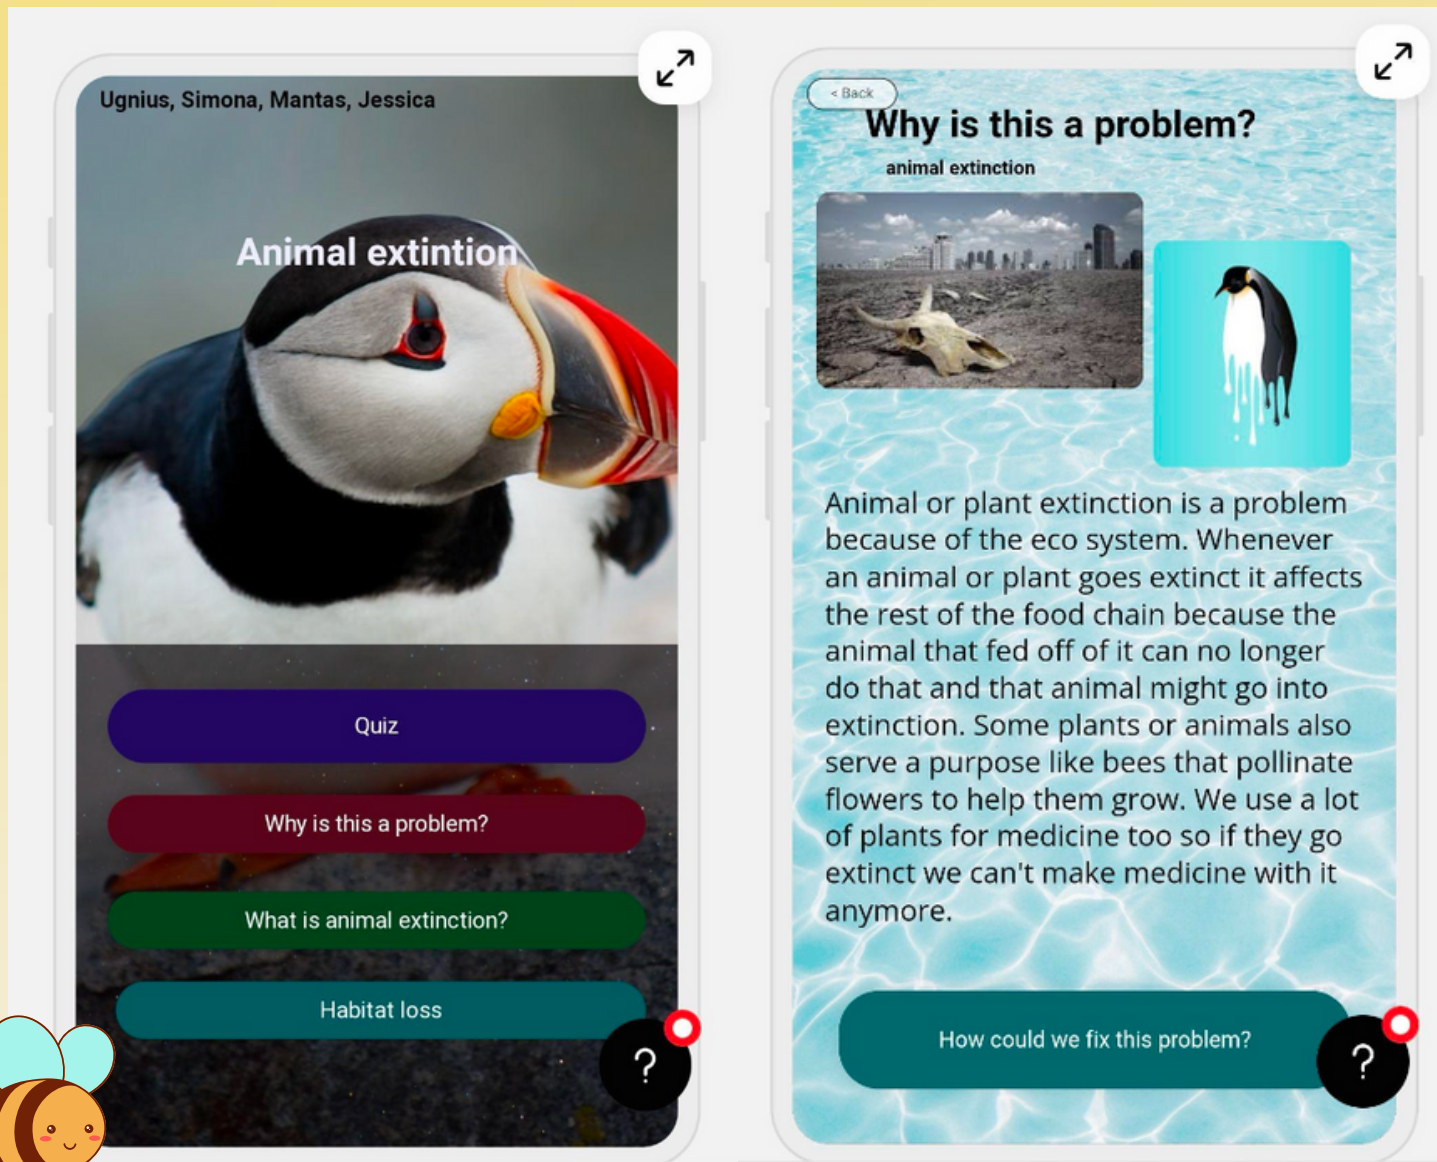 Ugnius, Simona, Mantas, Jessica
Animal extintion
Quiz
Why is this a problem?
What is animal extinction?
Habitat loss
?
< Back
Why is this a problem?
animal extinction
Animal or plant extinction is a problem
because of the eco system. Whenever
an animal or plant goes extinct it affects
the rest of the food chain because the
animal that fed off of it can no longer
do that and that animal might go into
extinction. Some plants or animals also
serve a purpose like bees that pollinate
flowers to help them grow. We use a lot
of plants for medicine too so if they go
extinct we can't make medicine with it
anymore.
How could we fix this problem?
?